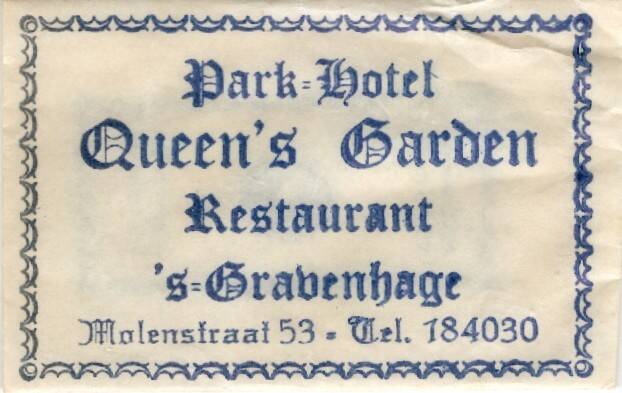 Park=Hotel
Queen's Garden
Restaurant
's=Gravenhage
Molenstraat 53 = Tel. 184030